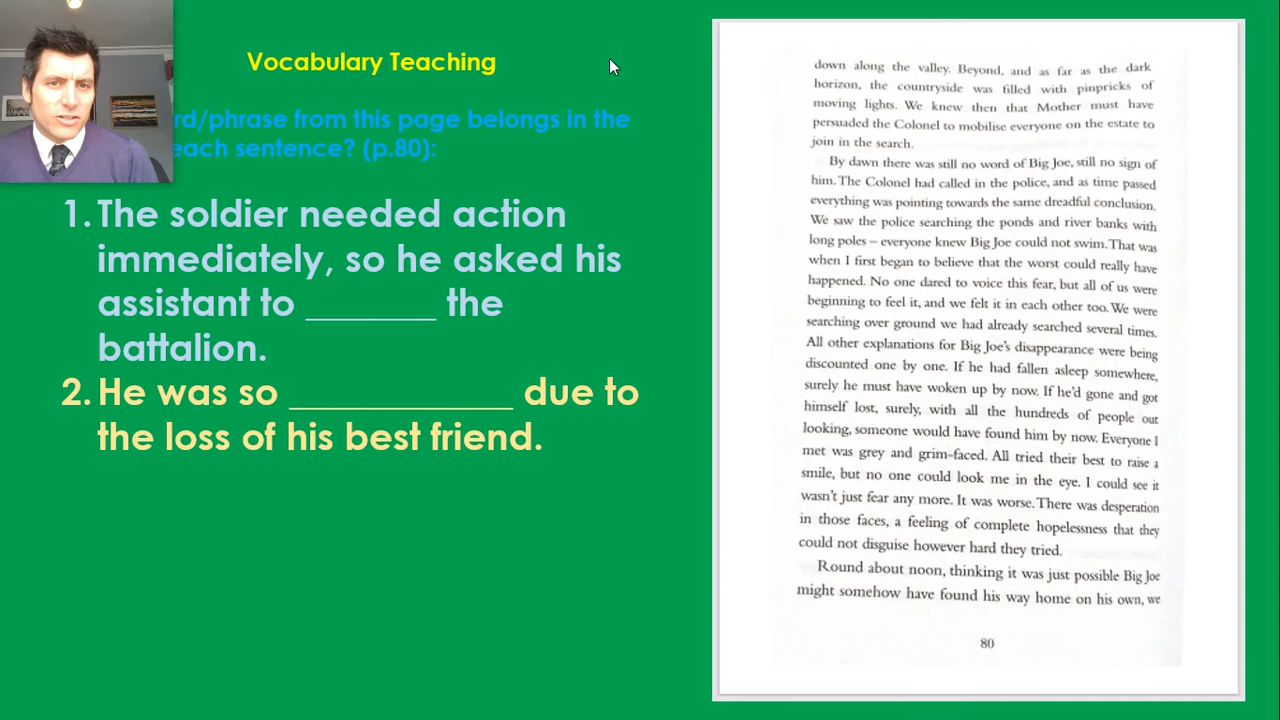 Vocabulary Teaching
rd/phrase from this page belongs in the
each sentence? (p.80):
1. The soldier needed action
immediately, so he asked his
assistant to _______ the
battalion.
2. He was so ____________ due to
the loss of his best friend.
down along the valley. Beyond, and as far as the dark
horizon, the countryside was filled with pinpricks of
moving lights. We knew then that Mother must have
persuaded the Colonel to mobilise everyone on the estate to
join in the search.
By dawn there was still no word of Big Joe, still no sign of
him. The Colonel had called in the police, and as time passed
everything was pointing towards the same dreadful conclusion.
We saw the police searching the ponds and river banks with
long poles – everyone knew Big Joe could not swim. That was
when I first began to believe that the worst could really have
happened. No one dared to voice this fear, but all of us were
beginning to feel it, and we felt it in each other too. We were
searching over ground we had already searched several times.
All other explanations for Big Joe's disappearance were being
discounted one by one. If he had fallen asleep somewhere,
surely he must have woken up by now. If he'd gone and got
himself lost, surely, with all the hundreds of people out
looking, someone would have found him by now. Everyone I
met was grey and grim-faced. All tried their best to raise a
smile, but no one could look me in the eye. I could see it
wasn't just fear any more. It was worse. There was desperation
in those faces, a feeling of complete hopelessness that they
could not disguise however hard they tried.
Round about noon, thinking it was just possible Big Joe
might somehow have found his way home on his own, we
80